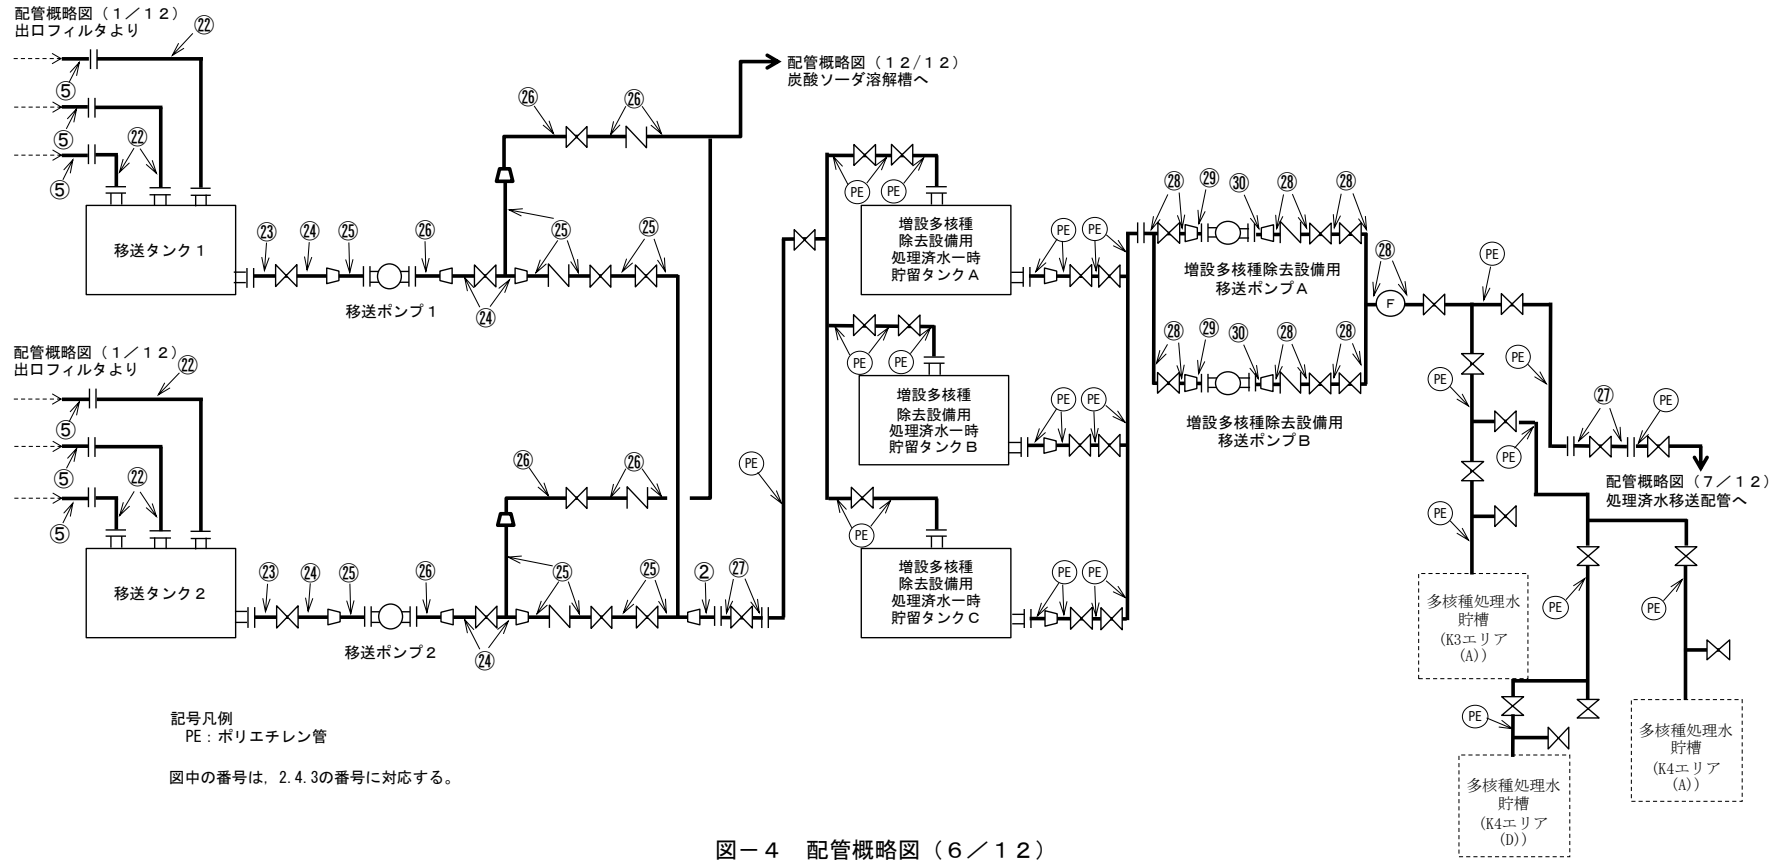 配管概略図（１／１２）
出口フィルタより
㉒
⑤
⑤
㉒
⑤
移送タンク１
㉓
㉔
㉕
㉖
移送ポンプ１
㉖
㉖
㉕
㉕
㉔
配管概略図（１２/１２）
炭酸ソーダ溶解槽へ
配管概略図（１／１２）
出口フィルタより
㉒
⑤
⑤
㉒
⑤
移送タンク２
㉓
㉔
㉕
㉖
移送ポンプ２
㉖
㉖
㉕
㉕
㉔
②
㉗
PE
PE
PE
増設多核種
除去設備用
処理済水一時
貯留タンクＡ
PE
PE
PE
PE
増設多核種
除去設備用
処理済水一時
貯留タンクＢ
PE
PE
PE
増設多核種
除去設備用
処理済水一時
貯留タンクＣ
PE
PE
㉘
㉙
㉚
㉘
㉘
増設多核種除去設備用
移送ポンプＡ
㉘
㉙
㉚
㉘
㉘
増設多核種除去設備用
移送ポンプＢ
㉘
F
PE
PE
PE
㉗
PE
PE
配管概略図（７/１２）
処理済水移送配管へ
PE
多核種処理水
貯槽
(K3エリア
(A))
PE
PE
PE
多核種処理水
貯槽
(K4エリア
(D))
多核種処理水
貯槽
(K4エリア
(A))
記号凡例
PE：ポリエチレン管
図中の番号は，2.4.3の番号に対応する。
図－４　配管概略図（６／１２）